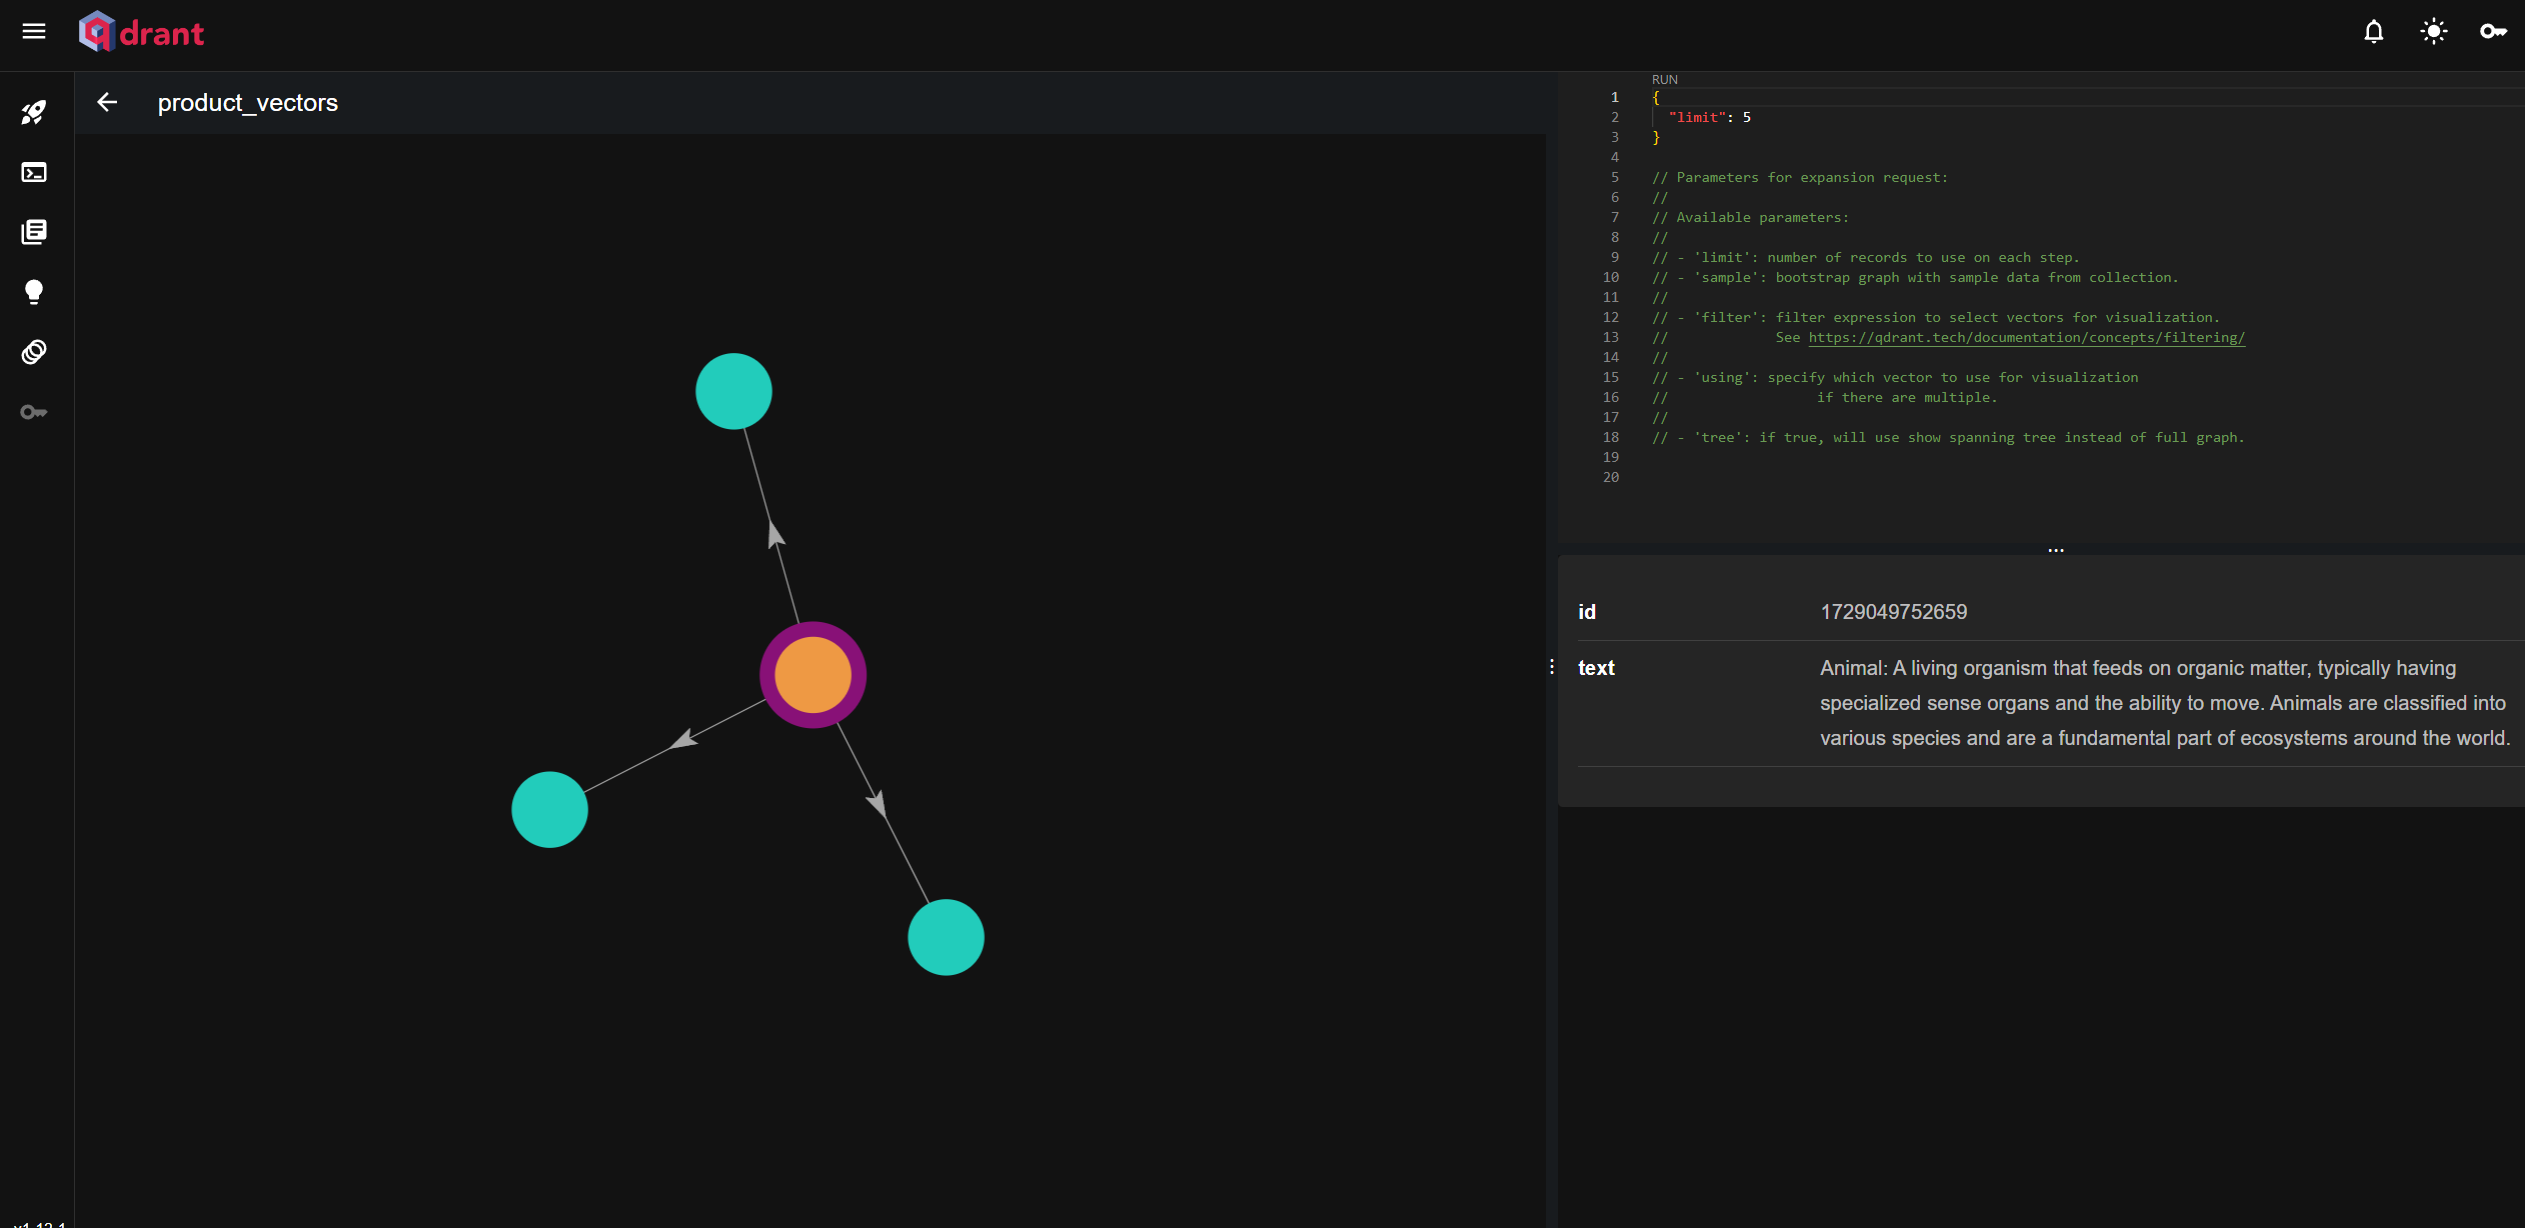 qdrant
product_vectors
RUN
1 {
2 "limit": 5
3 }
4
5 // Parameters for expansion request:
6 //
7 // Available parameters:
8 //
9 // - 'limit': number of records to use on each step.
10 // - 'sample': bootstrap graph with sample data from collection.
11 //
12 // - 'filter': filter expression to select vectors for visualization.
13 // See https://qdrant.tech/documentation/concepts/filtering/
14 //
15 // - 'using': specify which vector to use for visualization
16 // if there are multiple.
17 //
18 // - 'tree': if true, will use show spanning tree instead of full graph.
19
20
id 1729049752659
text Animal: A living organism that feeds on organic matter, typically having
specialized sense organs and the ability to move. Animals are classified into
various species and are a fundamental part of ecosystems around the world.